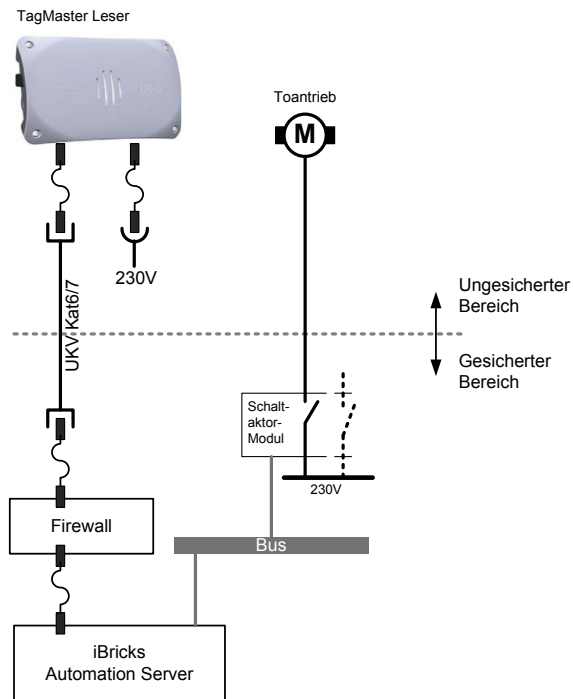 TagMaster Leser
Toantrieb
M
230V
UKV Kat6/7
Ungesicherter
Bereich
Gesicherter
Bereich
Schalt-
aktor-
Modul
230V
Firewall
Bus
iBricks
Automation Server